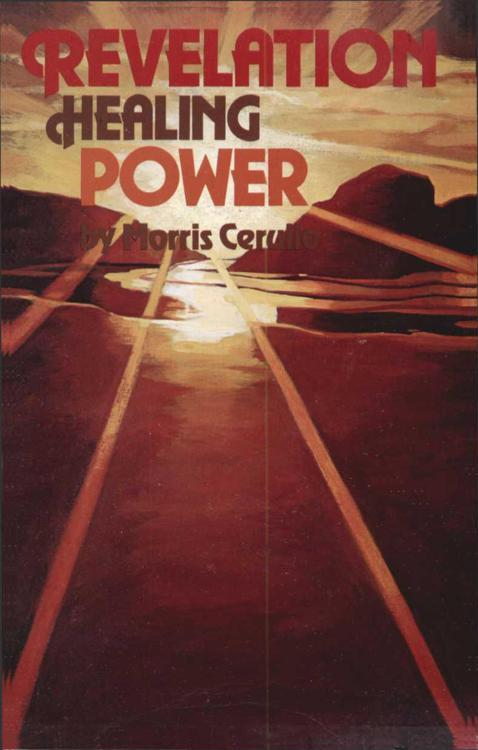 REVELATION
HEALING
POWER
by Morris Cerullo